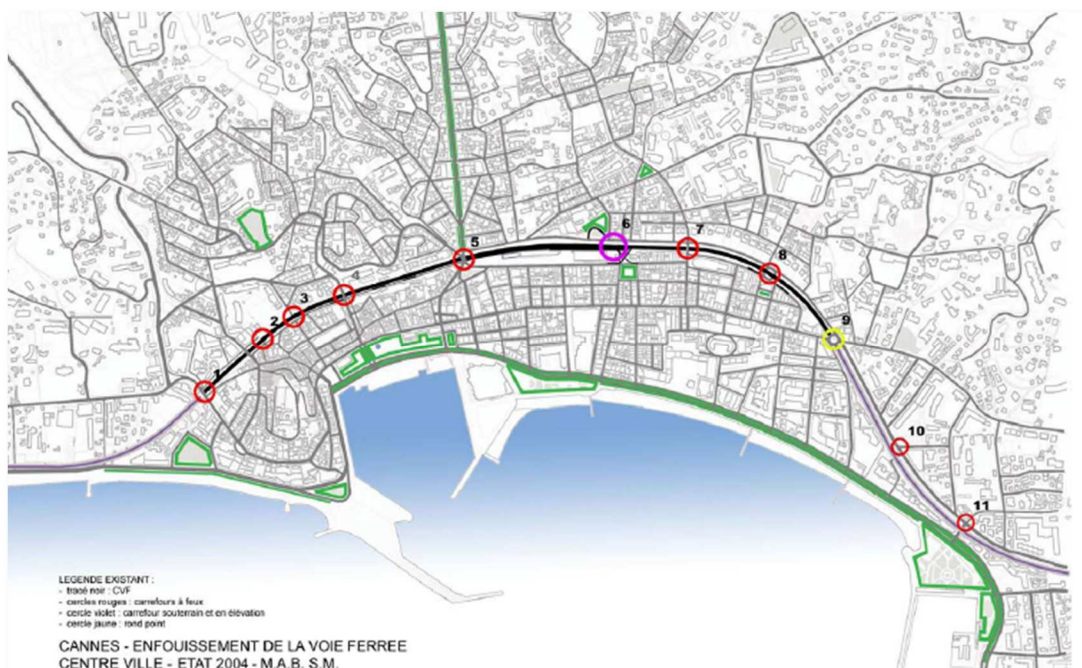 6
5
7
8
4
3
9
2
1
10
11
LEGENDE EXISTANT :
- tracé noir : CVF
- cercles rouges : carrefours à feux
- cercle violet : carrefour souterrain et en élévation
- cercle jaune : rond point
CANNES - ENFOUISSEMENT DE LA VOIE FERREE
CENTRE VILLE - ETAT 2004 - M.A.B. S.M.